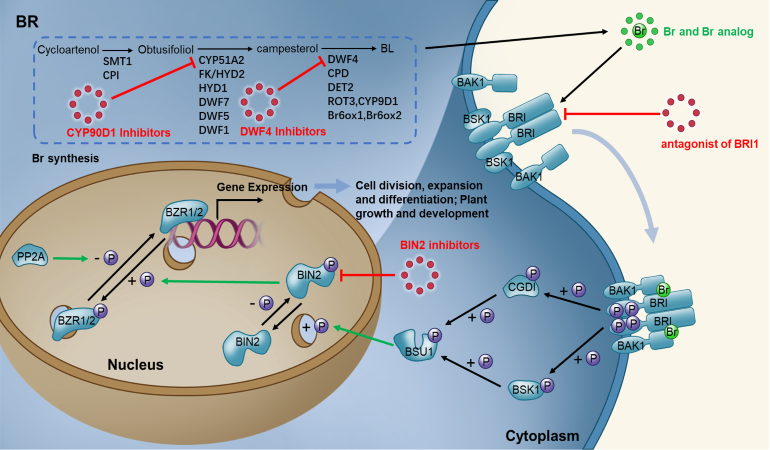 BR
Cycloartenol
Obtusifoliol
campesterol
BL
SMT1
CPI
CYP51A2
FK/HYD2
HYD1
DWF7
DWF5
DWF1
DWF4
CPD
DET2
ROT3,CYP9D1
Br6ox1,Br6ox2
CYP90D1 Inhibitors
DWF4 Inhibitors
Br synthesis
Br
Br and Br analog
BAK1
BSK1
BRI
BRI
BSK1
BAK1
antagonist of BRI1
Gene Expression
Cell division, expansion
and differentiation; Plant
growth and development
BZR1/2
PP2A
- P
+ P
BZR1/2
P
BIN2
P
- P
BIN2
+ P
BIN2 inhibitors
CGDI
P
+ P
+ P
BSU1
P
+ P
+ P
BSK1
P
BAK1
Br
BRI
P P
P P
BRI
Br
BAK1
Nucleus
Cytoplasm